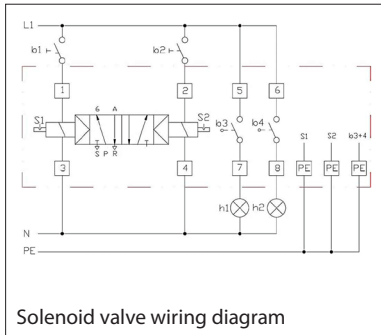 L1
b1 b2
1 2 5 6
S1 6 A S2 b3 b4
S P R
S1 S2 b3+4
3 4 7 8 PE PE PE
h1 h2
N
PE
Solenoid valve wiring diagram